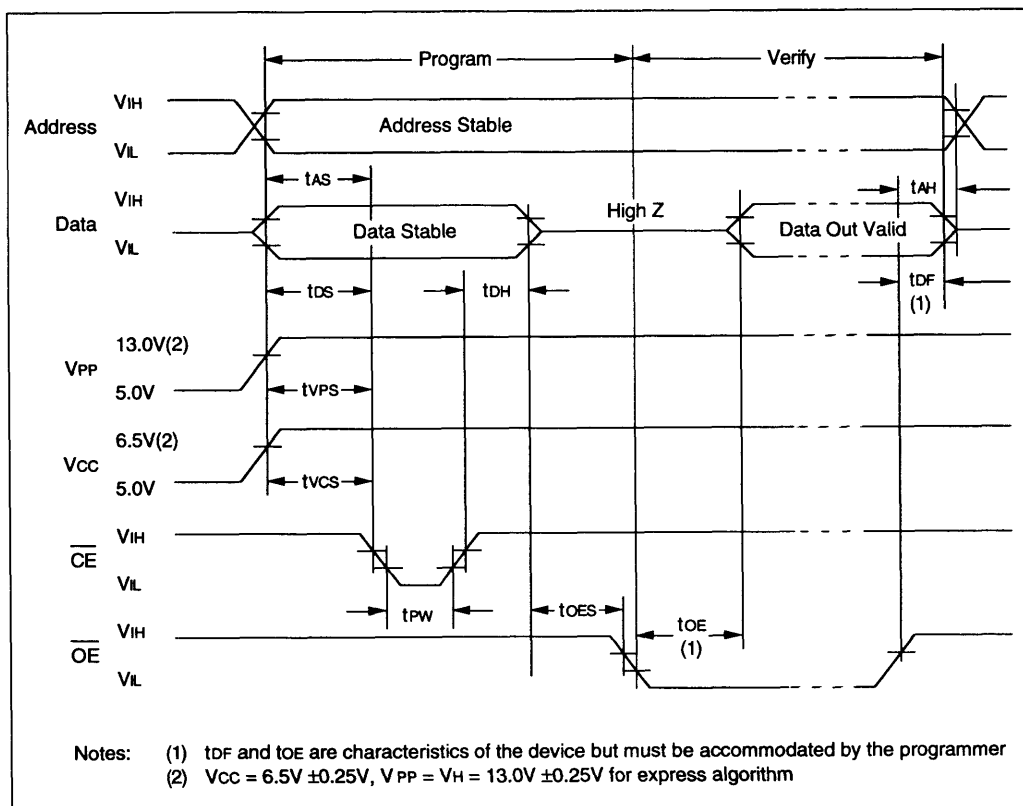 Program
Verify
Address
VIH
VIL
Address Stable
tAS
tAH
Data
VIH
VIL
Data Stable
High Z
Data Out Valid
tDS
tDH
tDF
(1)
VPP
13.0V(2)
5.0V
tVPS
VCC
6.5V(2)
5.0V
tVCS
CE
VIH
VIL
tPW
tOES
tOE
(1)
OE
VIH
VIL
Notes: (1) tDF and tOE are characteristics of the device but must be accommodated by the programmer
(2) VCC = 6.5V ±0.25V, VPP = VH = 13.0V ±0.25V for express algorithm